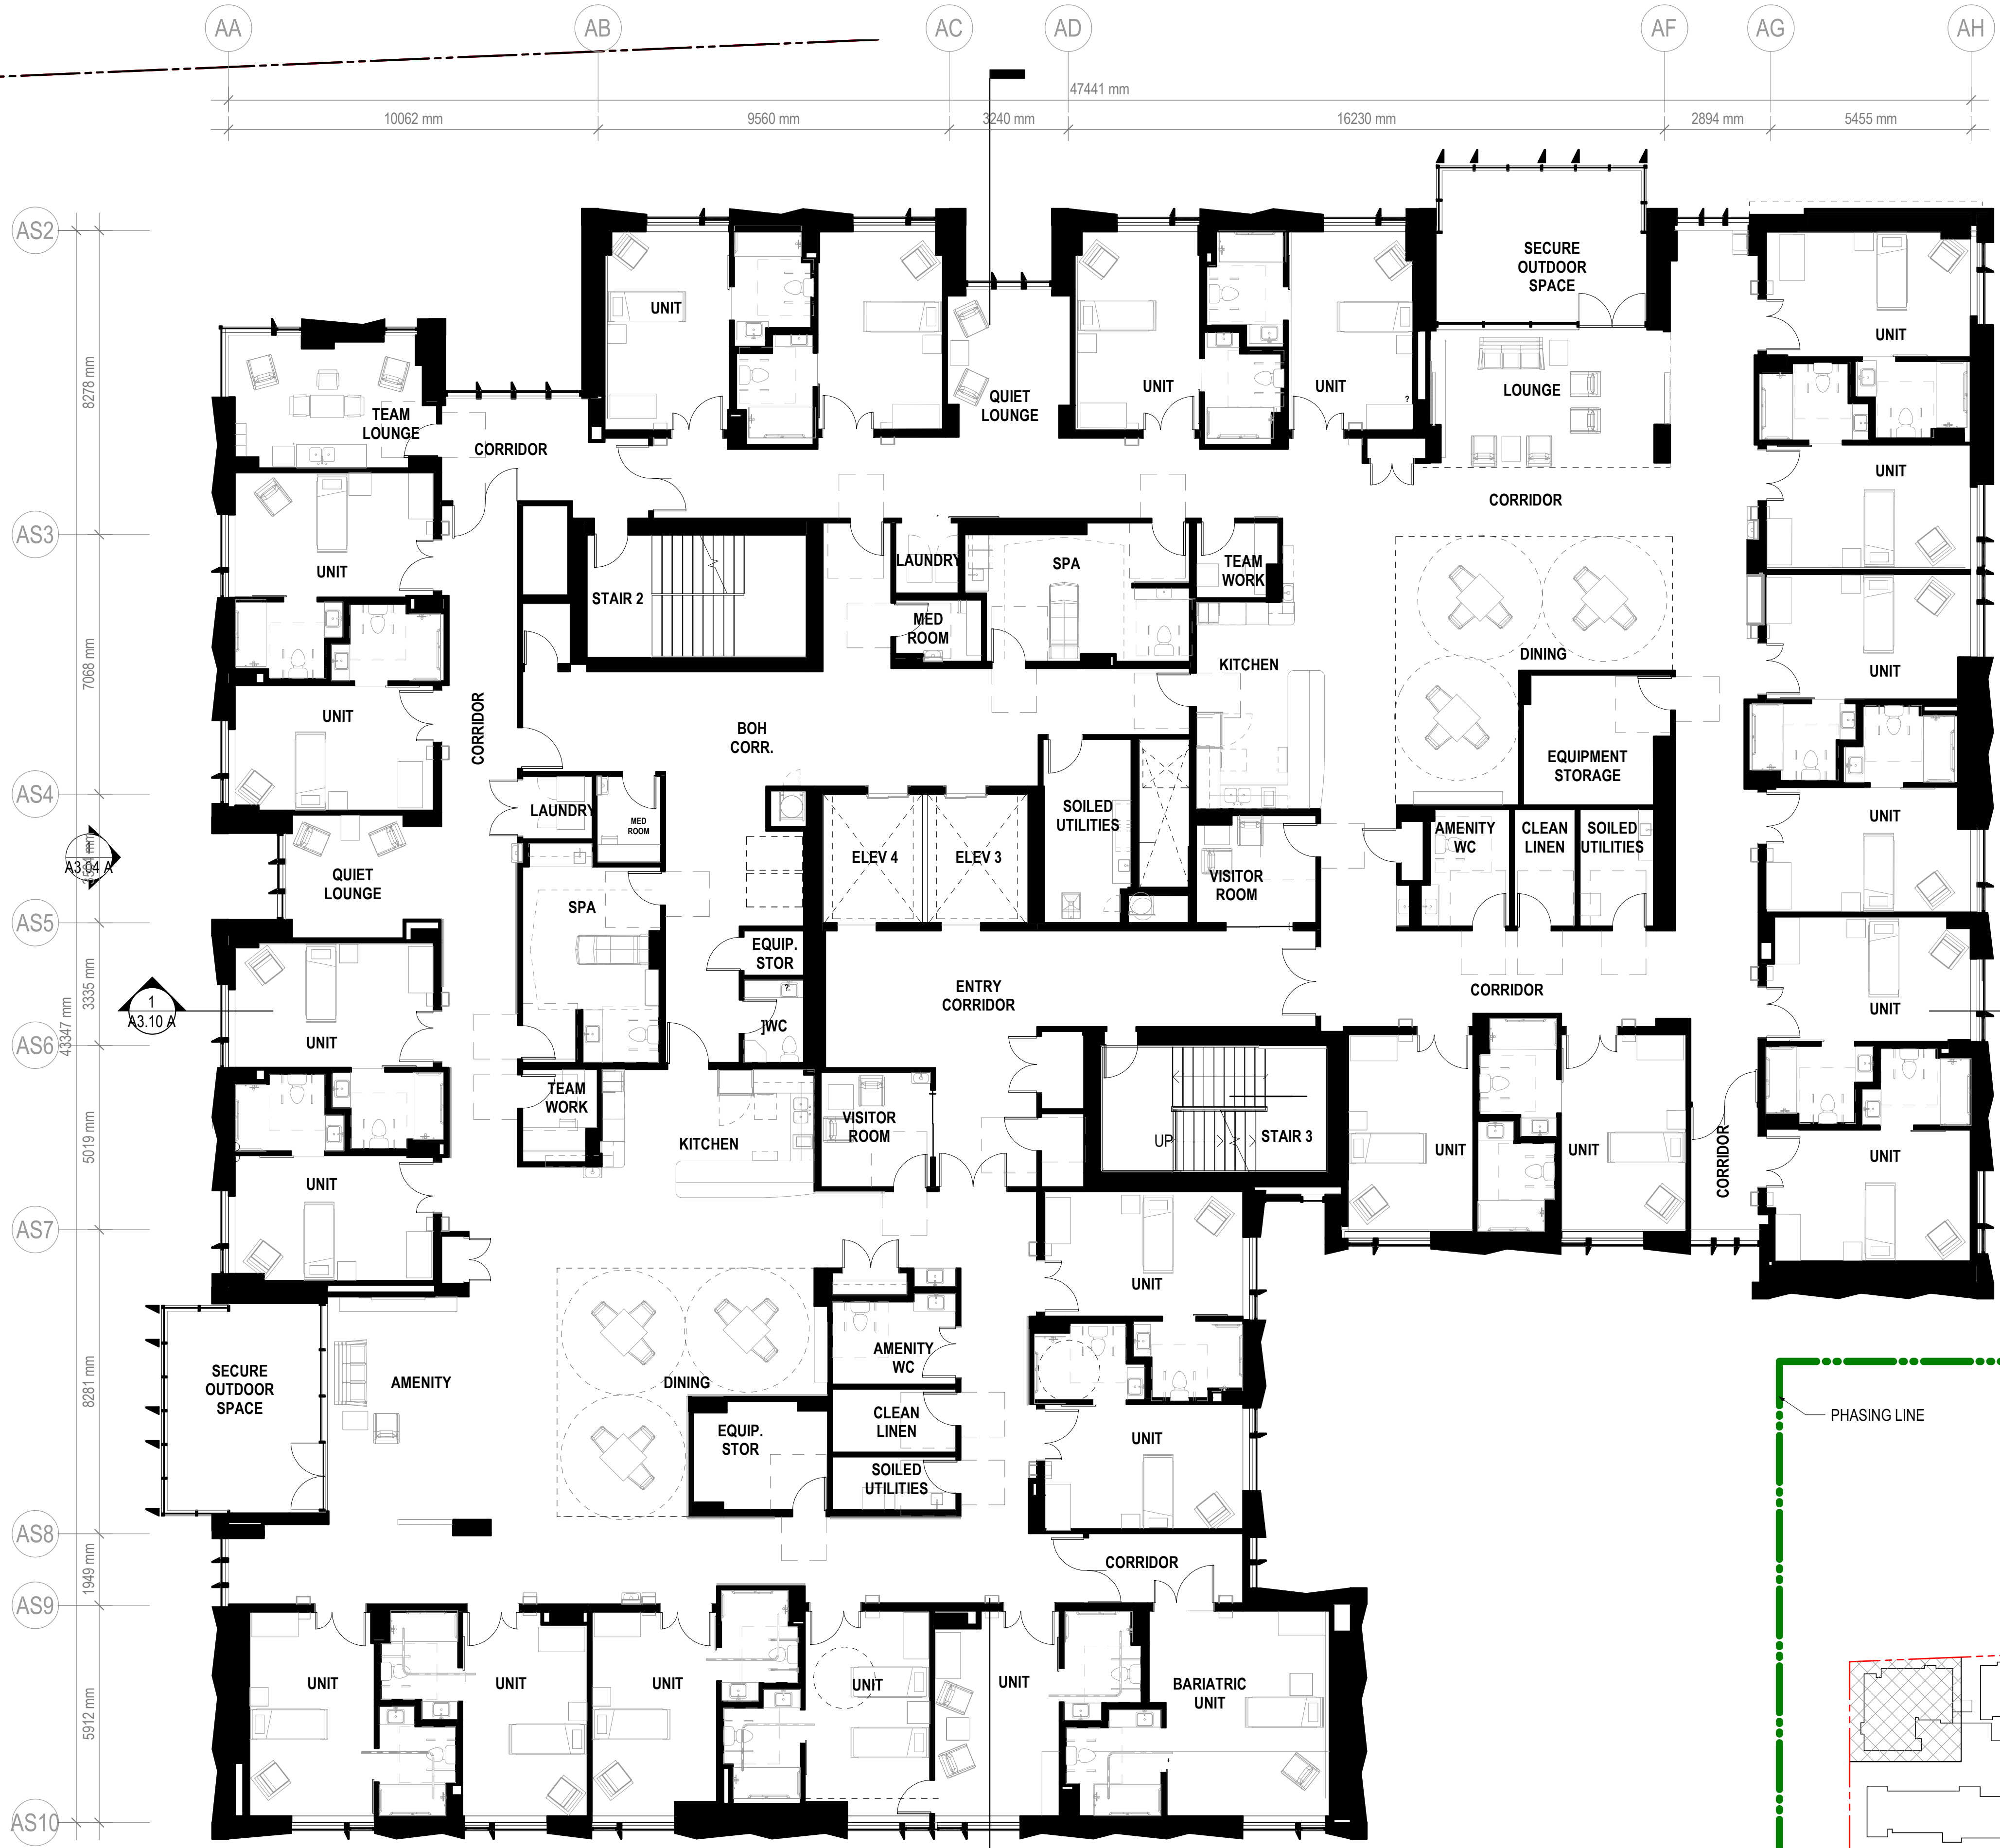 AA
AB
AC
AD
AF
AG
AH
47441 mm
10062 mm
9560 mm
3240 mm
16230 mm
2894 mm
5455 mm
AS2
AS3
AS4
AS5
AS6
AS7
AS8
AS9
AS10
8278 mm
7068 mm
3335 mm
43347 mm
5019 mm
8281 mm
1949 mm
5912 mm
A3.04 A
1
A3.10 A
UNIT
SECURE
OUTDOOR
SPACE
UNIT
TEAM
LOUNGE
CORRIDOR
QUIET
LOUNGE
UNIT
UNIT
?
LOUNGE
UNIT
CORRIDOR
UNIT
STAIR 2
LAUNDRY
SPA
TEAM
WORK
MED
ROOM
DINING
KITCHEN
UNIT
UNIT
CORRIDOR
BOH
CORR.
EQUIPMENT
STORAGE
UNIT
LAUNDRY
MED
ROOM
SOILED
UTILITIES
AMENITY
WC
CLEAN
LINEN
SOILED
UTILITIES
UNIT
QUIET
LOUNGE
SPA
ELEV 4
ELEV 3
VISITOR
ROOM
EQUIP.
STOR
ENTRY
CORRIDOR
CORRIDOR
UNIT
UNIT
?
]WC
TEAM
WORK
KITCHEN
VISITOR
ROOM
UP
STAIR 3
UNIT
UNIT
CORRIDOR
UNIT
UNIT
UNIT
SECURE
OUTDOOR
SPACE
AMENITY
DINING
AMENITY
WC
CLEAN
LINEN
EQUIP.
STOR
SOILED
UTILITIES
UNIT
PHASING LINE
CORRIDOR
UNIT
UNIT
UNIT
UNIT
UNIT
BARIATRIC
UNIT